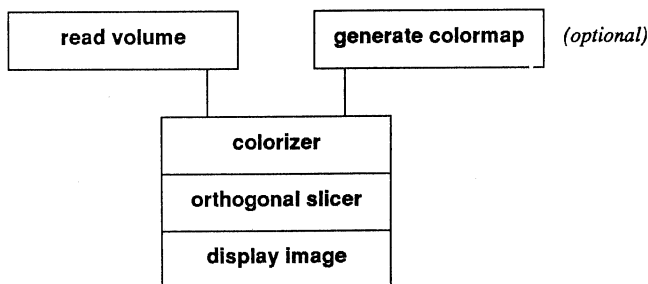 read volume
generate colormap (optional)
colorizer
orthogonal slicer
display image